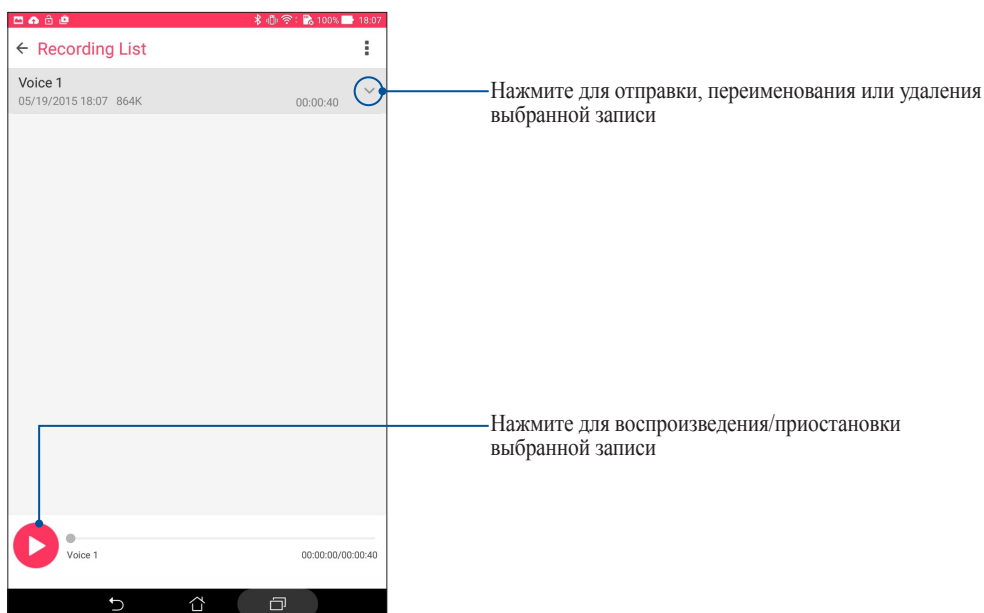 100% 18:07
Recording List
Voice 1
05/19/2015 18:07 864K 00:00:40
Нажмите для отправки, переименования или удаления
выбранной записи
Нажмите для воспроизведения/приостановки
выбранной записи
Voice 1 00:00:00/00:00:40